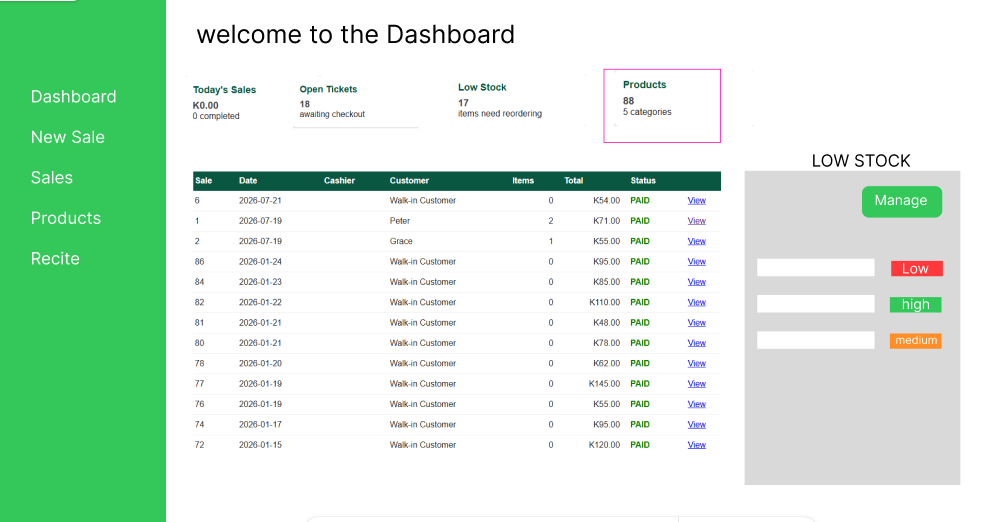 welcome to the Dashboard
Dashboard
New Sale
Sales
Products
Recite
Today's Sales
K0.00
0 completed
Open Tickets
18
awaiting checkout
Low Stock
17
items need reordering
Products
88
5 categories
Sale Date Cashier Customer Items Total Status
6 2026-07-21 Walk-in Customer 0 K54.00 PAID View
1 2026-07-19 Peter 2 K71.00 PAID View
2 2026-07-19 Grace 1 K55.00 PAID View
86 2026-01-24 Walk-in Customer 0 K95.00 PAID View
84 2026-01-23 Walk-in Customer 0 K85.00 PAID View
82 2026-01-22 Walk-in Customer 0 K110.00 PAID View
81 2026-01-21 Walk-in Customer 0 K48.00 PAID View
80 2026-01-21 Walk-in Customer 0 K78.00 PAID View
78 2026-01-20 Walk-in Customer 0 K62.00 PAID View
77 2026-01-19 Walk-in Customer 0 K145.00 PAID View
76 2026-01-19 Walk-in Customer 0 K55.00 PAID View
74 2026-01-17 Walk-in Customer 0 K95.00 PAID View
72 2026-01-15 Walk-in Customer 0 K120.00 PAID View
LOW STOCK
Manage
Low
high
medium